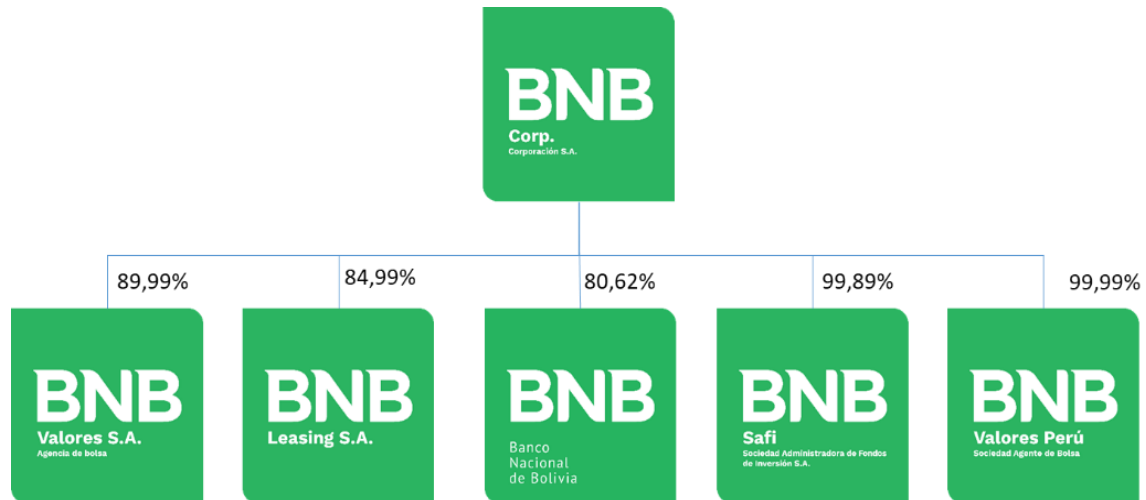 BNB
Corp.
Corporación S.A.
89,99%
84,99%
80,62%
99,89%
99,99%
BNB
Valores S.A.
Agencia de bolsa
BNB
Leasing S.A.
BNB
Banco
Nacional
de Bolivia
BNB
Safi
Sociedad Administradora de Fondos
de Inversión S.A.
BNB
Valores Perú
Sociedad Agente de Bolsa